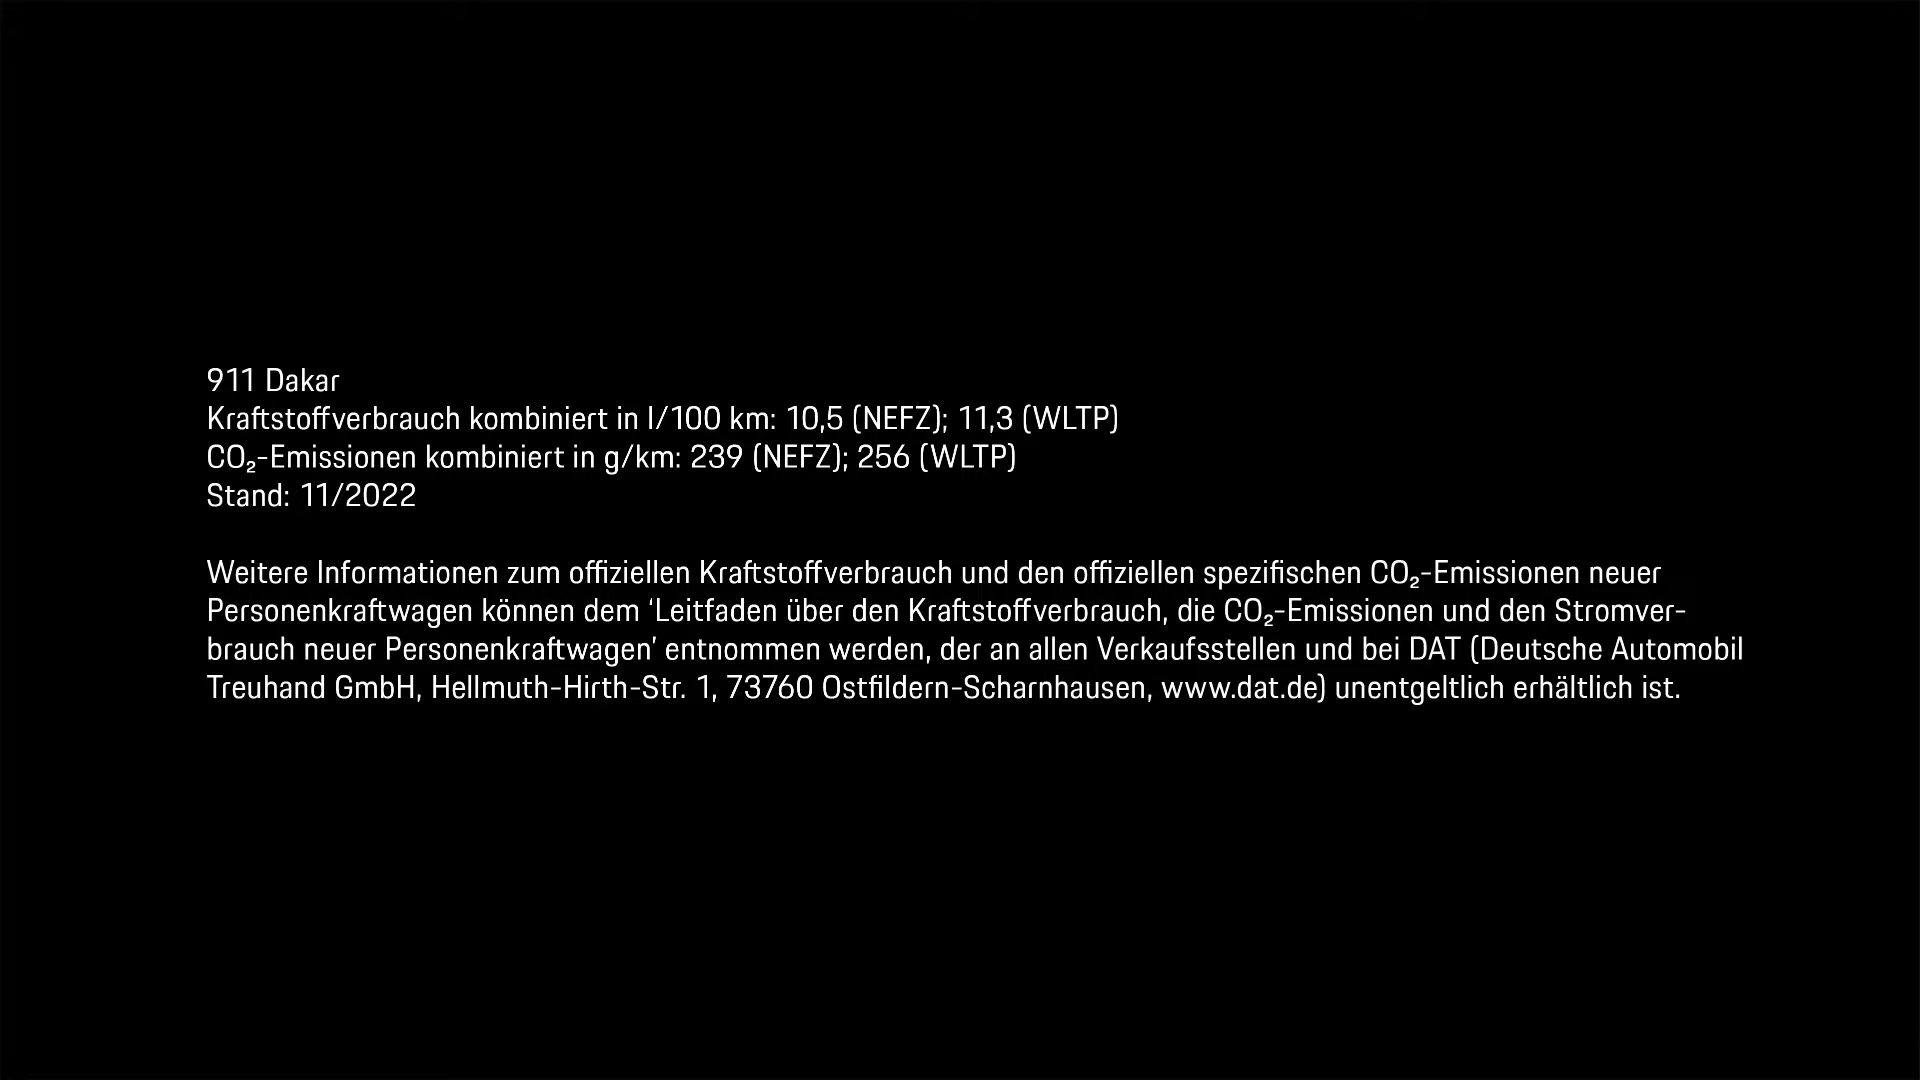 911 Dakar
Kraftstoffverbrauch kombiniert in l/100 km: 10,5 (NEFZ); 11,3 (WLTP)
CO₂-Emissionen kombiniert in g/km: 239 (NEFZ); 256 (WLTP)
Stand: 11/2022
Weitere Informationen zum offiziellen Kraftstoffverbrauch und den offiziellen spezifischen CO₂-Emissionen neuer
Personenkraftwagen können dem ‘Leitfaden über den Kraftstoffverbrauch, die CO₂-Emissionen und den Stromver-
brauch neuer Personenkraftwagen’ entnommen werden, der an allen Verkaufsstellen und bei DAT (Deutsche Automobil
Treuhand GmbH, Hellmuth-Hirth-Str. 1, 73760 Ostfildern-Scharnhausen, www.dat.de) unentgeltlich erhältlich ist.